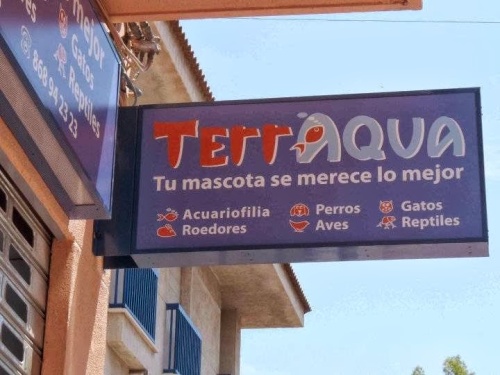 TerrAQUA
Tu mascota se merece lo mejor
Acuariofilia
Perros
Gatos
Roedores
Aves
Reptiles
mejor
Gatos
Reptiles
868 94 23 23